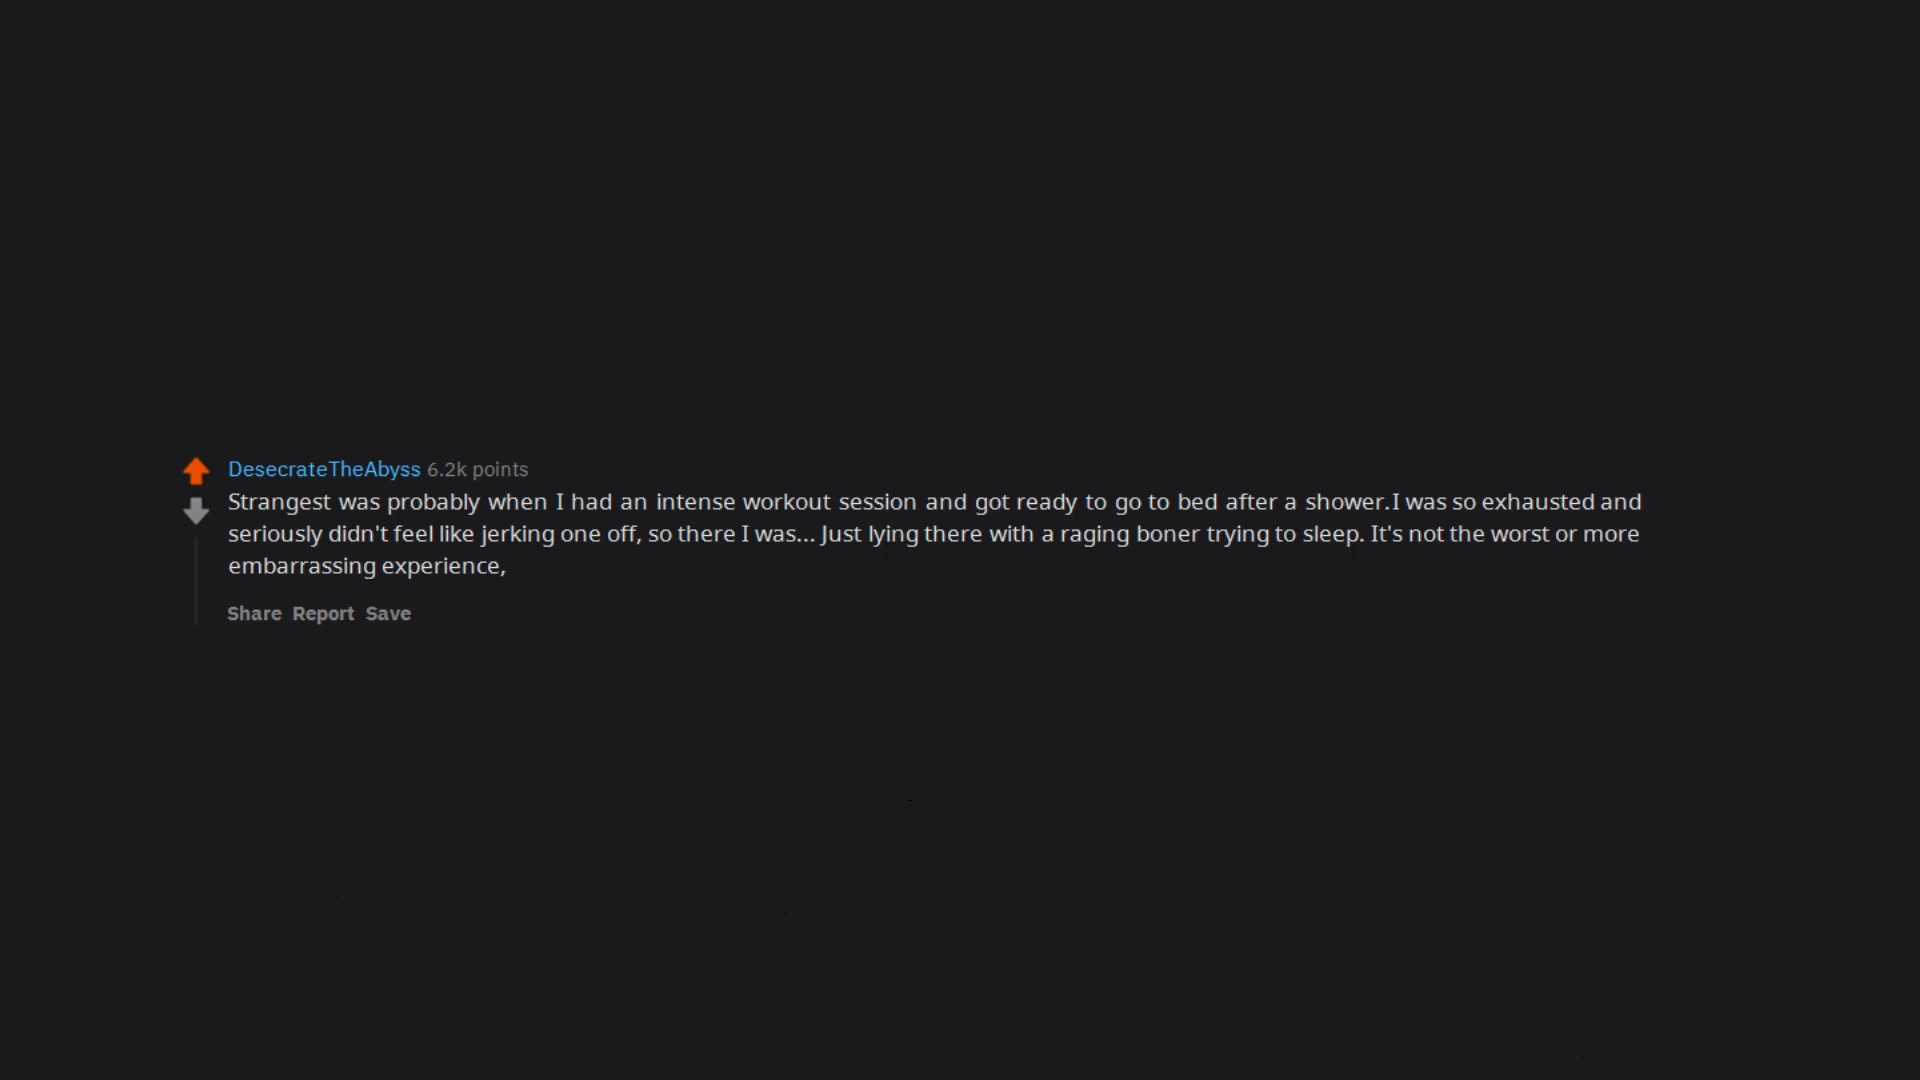 DesecrateTheAbyss 6.2k points
Strangest was probably when I had an intense workout session and got ready to go to bed after a shower.I was so exhausted and
seriously didn't feel like jerking one off, so there I was... Just lying there with a raging boner trying to sleep. It's not the worst or more
embarrassing experience,
Share Report Save